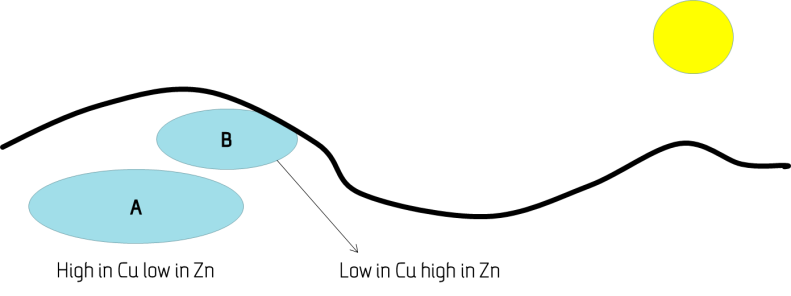 B
A
High in Cu low in Zn
Low in Cu high in Zn